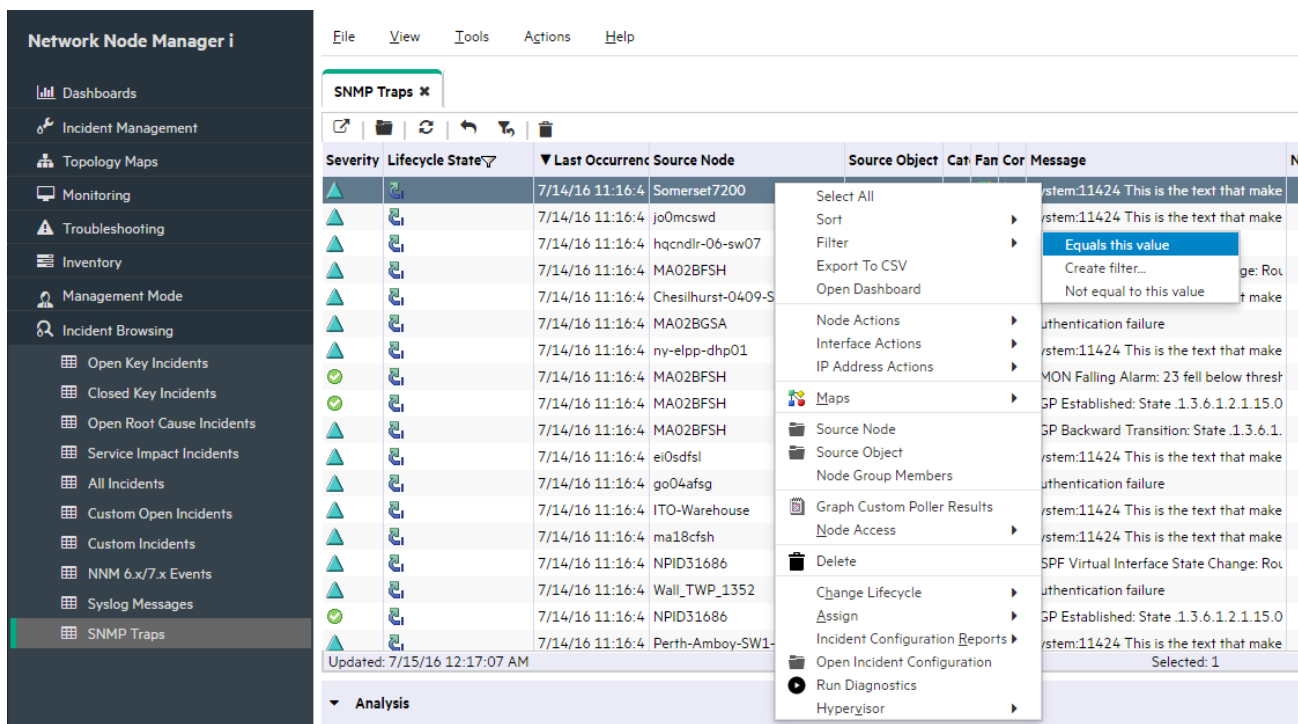 Network Node Manager i
File View Tools Actions Help
Dashboards
Incident Management
Topology Maps
Monitoring
Troubleshooting
Inventory
Management Mode
Incident Browsing
Open Key Incidents
Closed Key Incidents
Open Root Cause Incidents
Service Impact Incidents
All Incidents
Custom Open Incidents
Custom Incidents
NNM 6.x/7.x Events
Syslog Messages
SNMP Traps
SNMP Traps
Severity Lifecycle State Last Occurrenc Source Node Source Object Cat Fan Cor Message N
7/14/16 11:16:4 Somerset7200 ystem:11424 This is the text that make
7/14/16 11:16:4 jo0mcswd ystem:11424 This is the text that make
7/14/16 11:16:4 hqcndlr-06-sw07
7/14/16 11:16:4 MA02BFSH ge: Rou
7/14/16 11:16:4 Chesilhurst-0409-S t make
7/14/16 11:16:4 MA02BGSA uthentication failure
7/14/16 11:16:4 ny-elpp-dhp01 ystem:11424 This is the text that make
7/14/16 11:16:4 MA02BFSH MON Falling Alarm: 23 fell below thresh
7/14/16 11:16:4 MA02BFSH GP Established: State .1.3.6.1.2.1.15.0
7/14/16 11:16:4 MA02BFSH GP Backward Transition: State .1.3.6.1.
7/14/16 11:16:4 ei0sdfsl ystem:11424 This is the text that make
7/14/16 11:16:4 go04afsg uthentication failure
7/14/16 11:16:4 ITO-Warehouse ystem:11424 This is the text that make
7/14/16 11:16:4 ma18cfsh ystem:11424 This is the text that make
7/14/16 11:16:4 NPID31686 SPF Virtual Interface State Change: Rou
7/14/16 11:16:4 Wall_TWP_1352 uthentication failure
7/14/16 11:16:4 NPID31686 GP Established: State .1.3.6.1.2.1.15.0
7/14/16 11:16:4 Perth-Amboy-SW1- ystem:11424 This is the text that make
Updated: 7/15/16 12:17:07 AM Selected: 1
Analysis
Select All
Sort
Filter
Export To CSV
Open Dashboard
Node Actions
Interface Actions
IP Address Actions
Maps
Source Node
Source Object
Node Group Members
Graph Custom Poller Results
Node Access
Delete
Change Lifecycle
Assign
Incident Configuration Reports
Open Incident Configuration
Run Diagnostics
Hypervisor
Equals this value
Create filter...
Not equal to this value